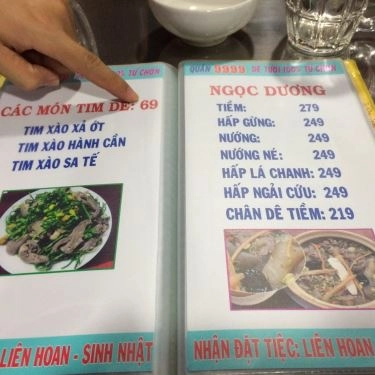 TỰ CHỌN
CÁC MÓN TIM DÊ: 69
TIM XÀO XẢ ỚT
TIM XÀO HÀNH CẦN
TIM XÀO SA TẾ
LIÊN HOAN - SINH NHẬT
QUÁN 9999 DÊ TƯƠI 100% TỰ CHỌN
NGỌC DƯƠNG
TIỀM: 279
HẤP GỪNG: 249
NƯỚNG: 249
NƯỚNG NÉ: 249
HẤP LÁ CHANH: 249
HẤP NGẢI CỨU: 249
CHÂN DÊ TIỀM: 219
NHẬN ĐẶT TIỆC: LIÊN HOAN